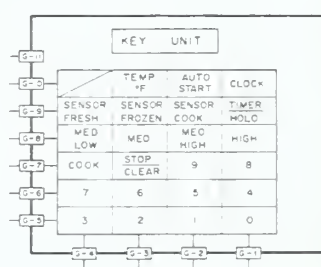 KEY UNIT
G-11
G-10 TEMP °F AUTO START CLOCK
G-9 SENSOR FRESH SENSOR FROZEN SENSOR COOK TIMER HOLD
G-8 MED LOW MED MED HIGH HIGH
G-7 COOK STOP CLEAR 9 8
G-6 7 6 5 4
G-5 3 2 1 0
G-4 G-3 G-2 G-1